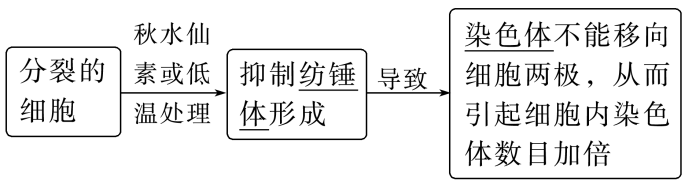 分裂的
细胞
秋水仙
素或低
温处理
抑制纺锤
体形成
导致
染色体不能移向
细胞两极，从而
引起细胞内染色
体数目加倍